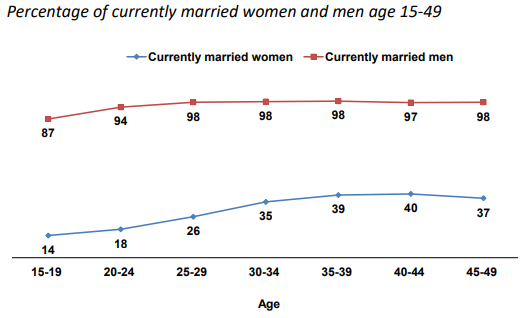 Percentage of currently married women and men age 15-49
Currently married women Currently married men
87 94 98 98 98 97 98
14 18 26 35 39 40 37
15-19 20-24 25-29 30-34 35-39 40-44 45-49
Age